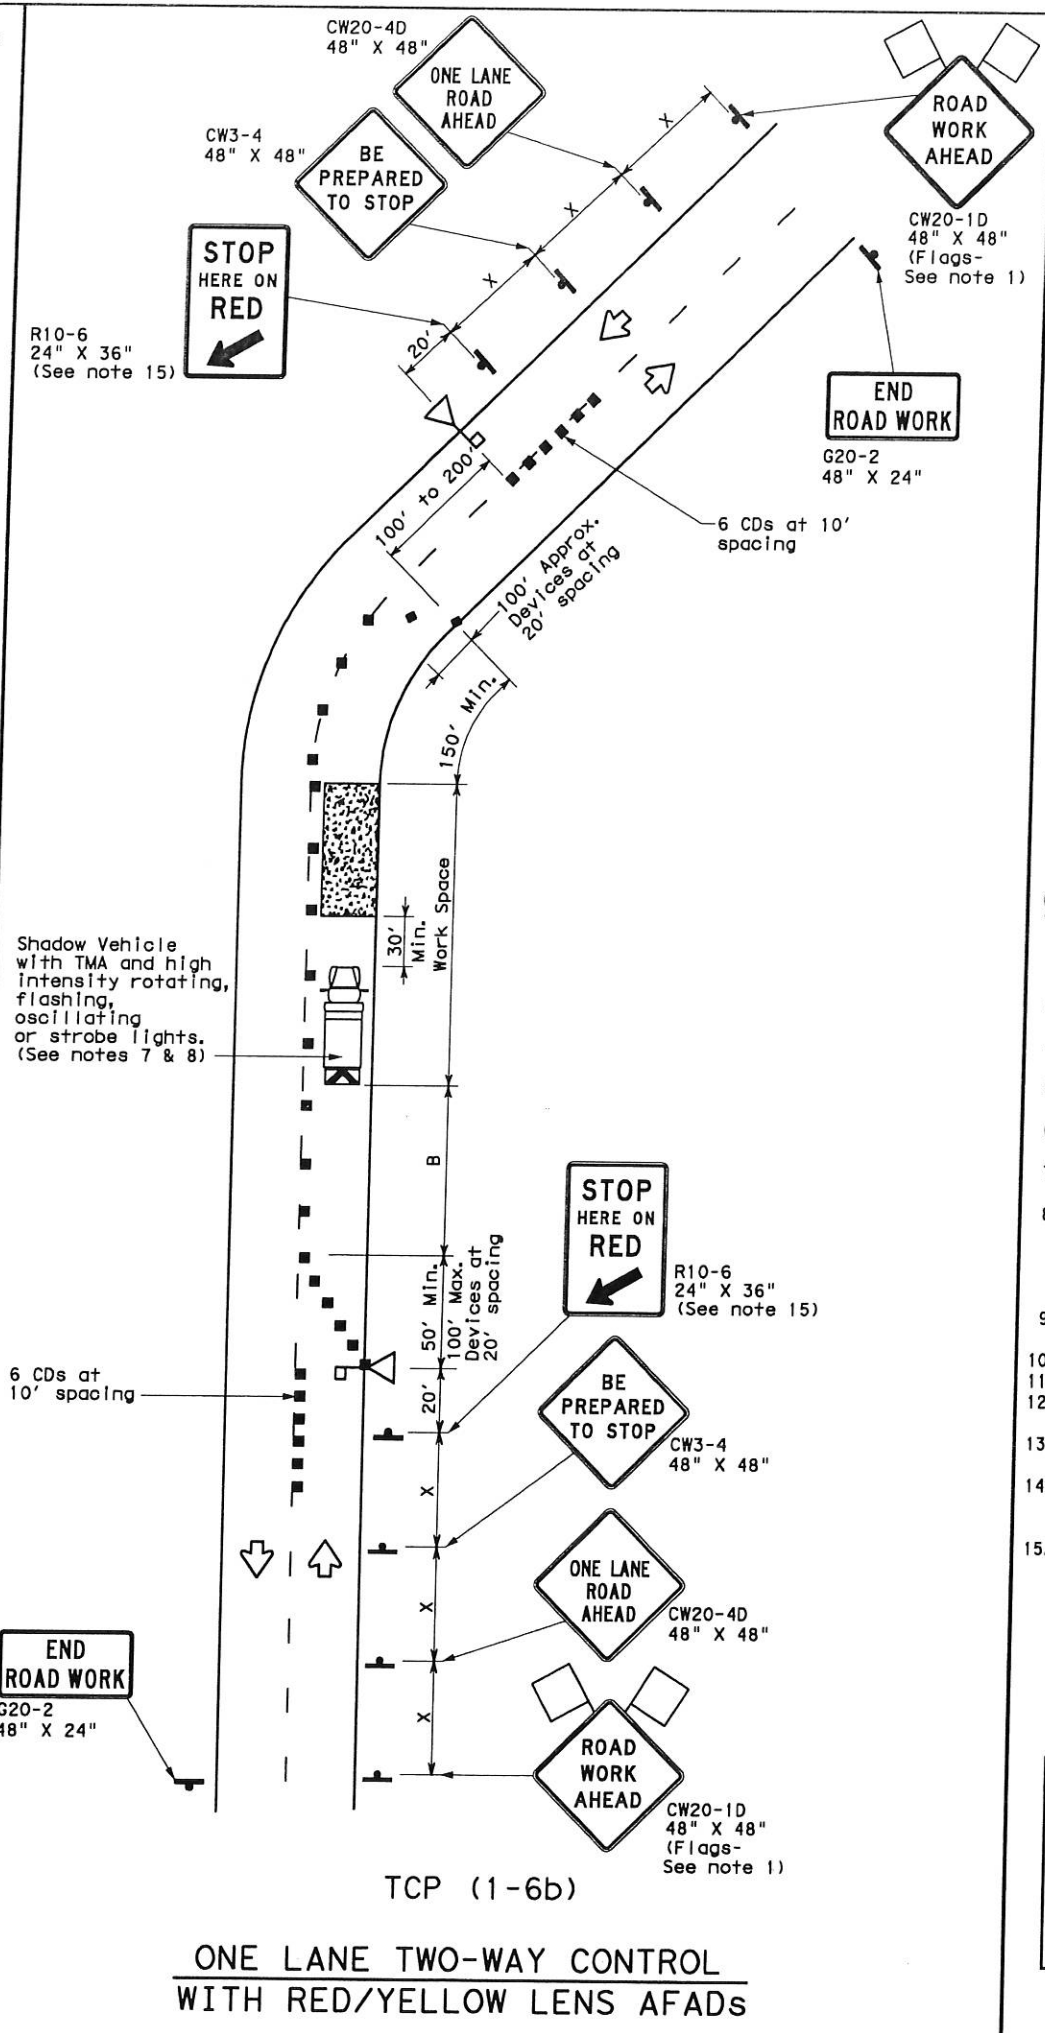 CW20-4D
48" X 48"
ONE LANE
ROAD
AHEAD
ROAD
WORK
AHEAD
CW20-1D
48" X 48"
(Flags-
See note 1)
CW3-4
48" X 48"
BE
PREPARED
TO STOP
STOP
HERE ON
RED
R10-6
24" X 36"
(See note 15)
X
X
X
20'
END
ROAD WORK
G20-2
48" X 24"
100' to 200'
6 CDs at 10'
spacing
100' Approx.
Devices at
20' spacing
150' Min.
Work Space
30'
Min.
Shadow Vehicle
with TMA and high
intensity rotating,
flashing,
oscillating
or strobe lights.
(See notes 7 & 8)
B
50' Min.
100' Max.
Devices at
20' spacing
STOP
HERE ON
RED
R10-6
24" X 36"
(See note 15)
6 CDs at
10' spacing
20'
BE
PREPARED
TO STOP
CW3-4
48" X 48"
X
ONE LANE
ROAD
AHEAD
CW20-4D
48" X 48"
X
END
ROAD WORK
G20-2
48" X 24"
X
ROAD
WORK
AHEAD
CW20-1D
48" X 48"
(Flags-
See note 1)
8
9
10
11
12
13
14
15.
TCP (1-6b)
ONE LANE TWO-WAY CONTROL
WITH RED/YELLOW LENS AFADs